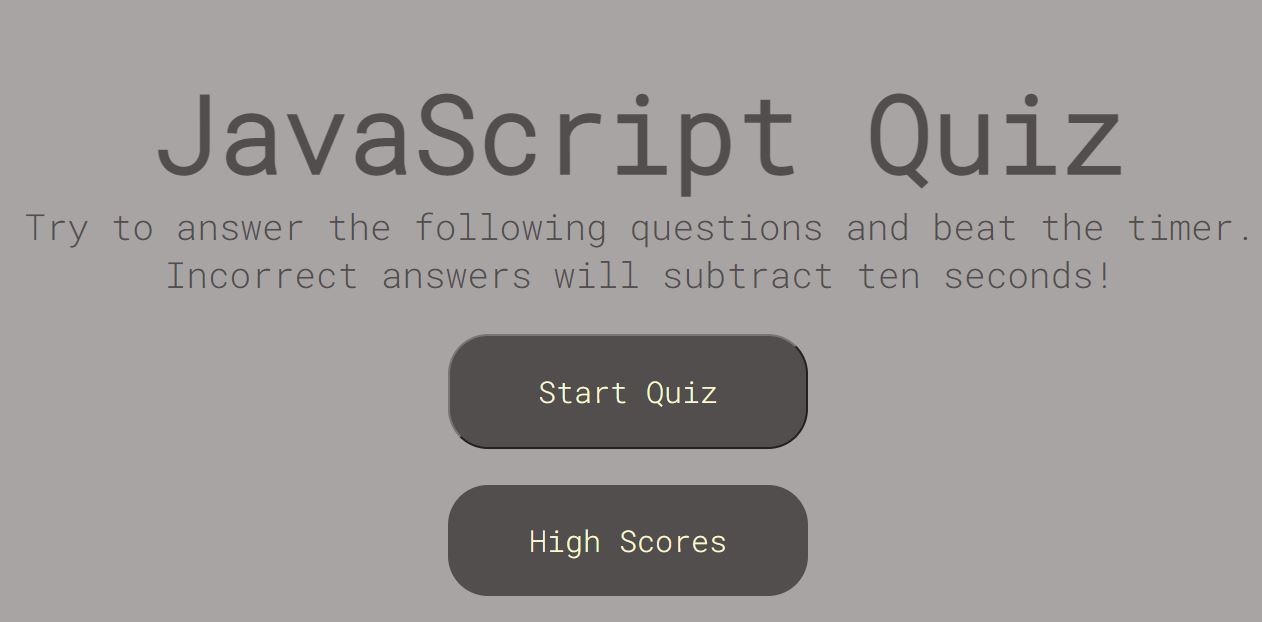 JavaScript Quiz
Try to answer the following questions and beat the timer.
Incorrect answers will subtract ten seconds!
Start Quiz
High Scores